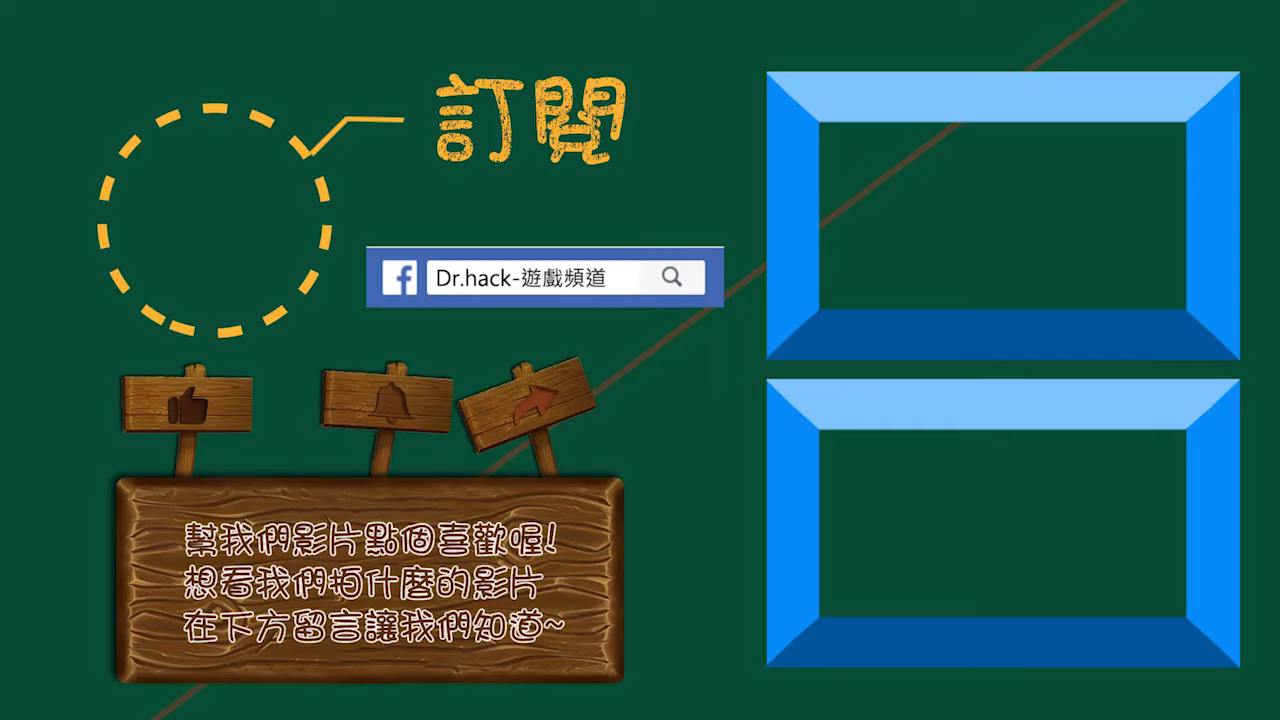 訂閱
Dr.hack-遊戲頻道
幫我們影片點個喜歡喔!
想看我們拍什麼的影片
在下方留言讓我們知道~